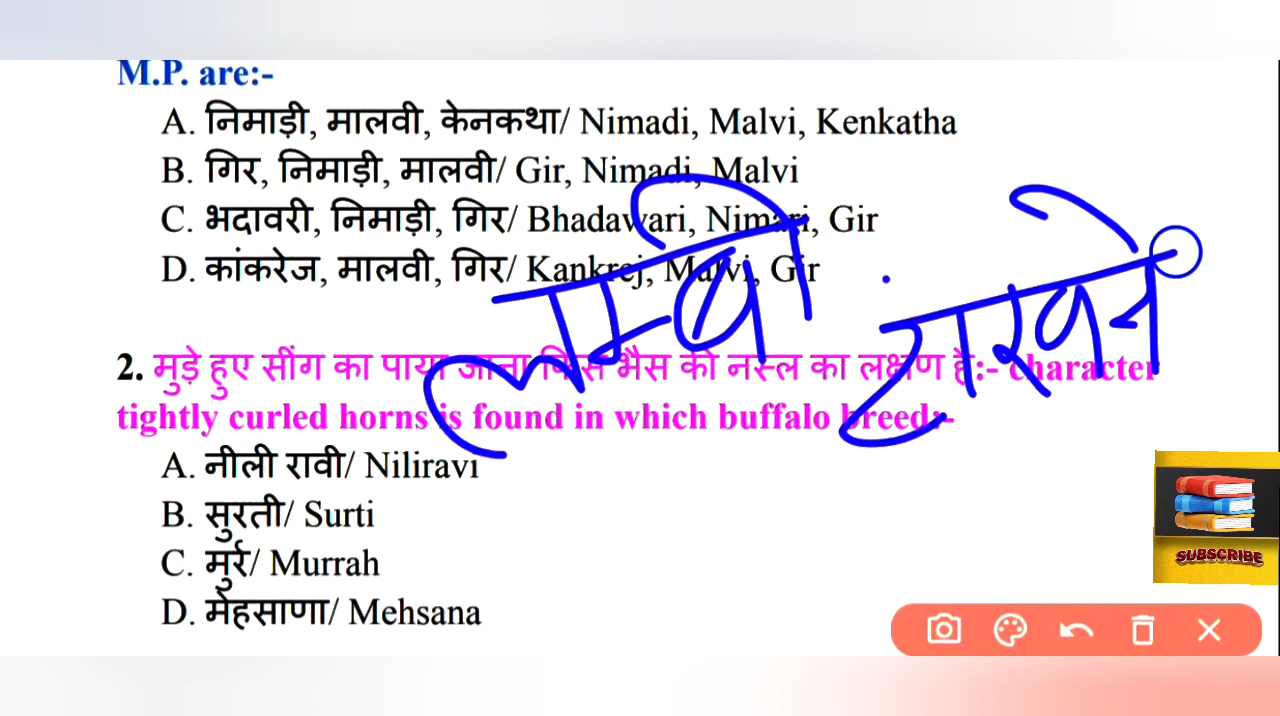 M.P. are:-
A. निमाड़ी, मालवी, केनकथा/ Nimadi, Malvi, Kenkatha
B. गिर, निमाड़ी, मालवी/ Gir, Nimadi, Malvi
C. भदावरी, निमाड़ी, गिर/ Bhadawari, Nimari, Gir
D. कांकरेज, मालवी, गिर/ Kankrej, Malvi, Gir
लम्बी
2. मुड़े हुए सींग का पाया जाना किस भैस की नस्ल का लक्षण है:- character
tightly curled horns is found in which buffalo breed:-
A. नीली रावी/ Niliravi
B. सुरती/ Surti
C. मुर्र/ Murrah
D. मेहसाणा/ Mehsana
SUBSCRIBE